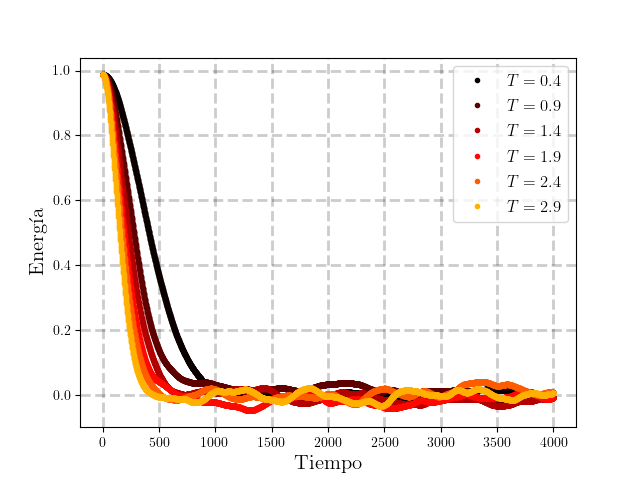 1.0
0.8
0.6
0.4
0.2
0.0
Energía
0 500 1000 1500 2000 2500 3000 3500 4000
Tiempo
T = 0.4
T = 0.9
T = 1.4
T = 1.9
T = 2.4
T = 2.9